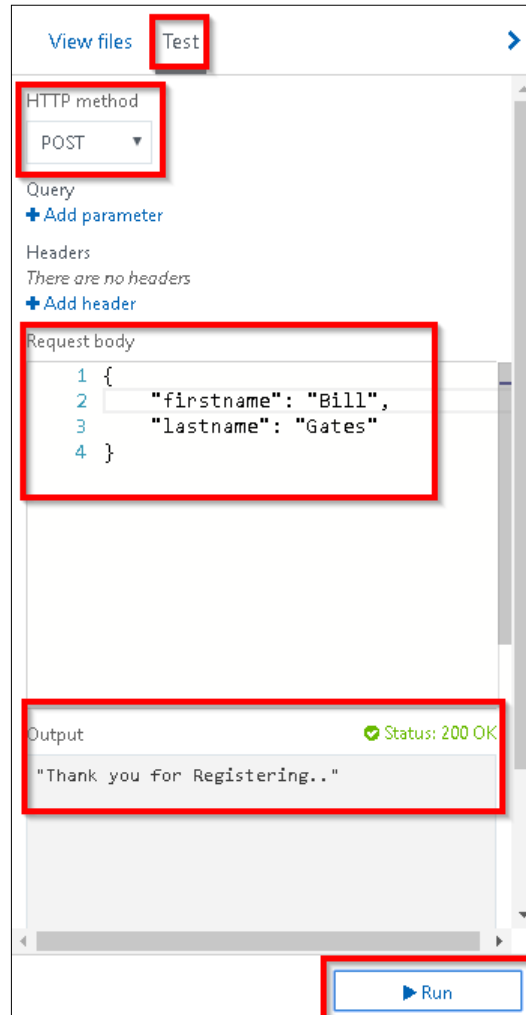 View files Test
HTTP method
POST
Query
Add parameter
Headers
There are no headers
Add header
Request body
1 {
2 "firstname": "Bill",
3 "lastname": "Gates"
4 }
Output Status: 200 OK
"Thank you for Registering.."
Run